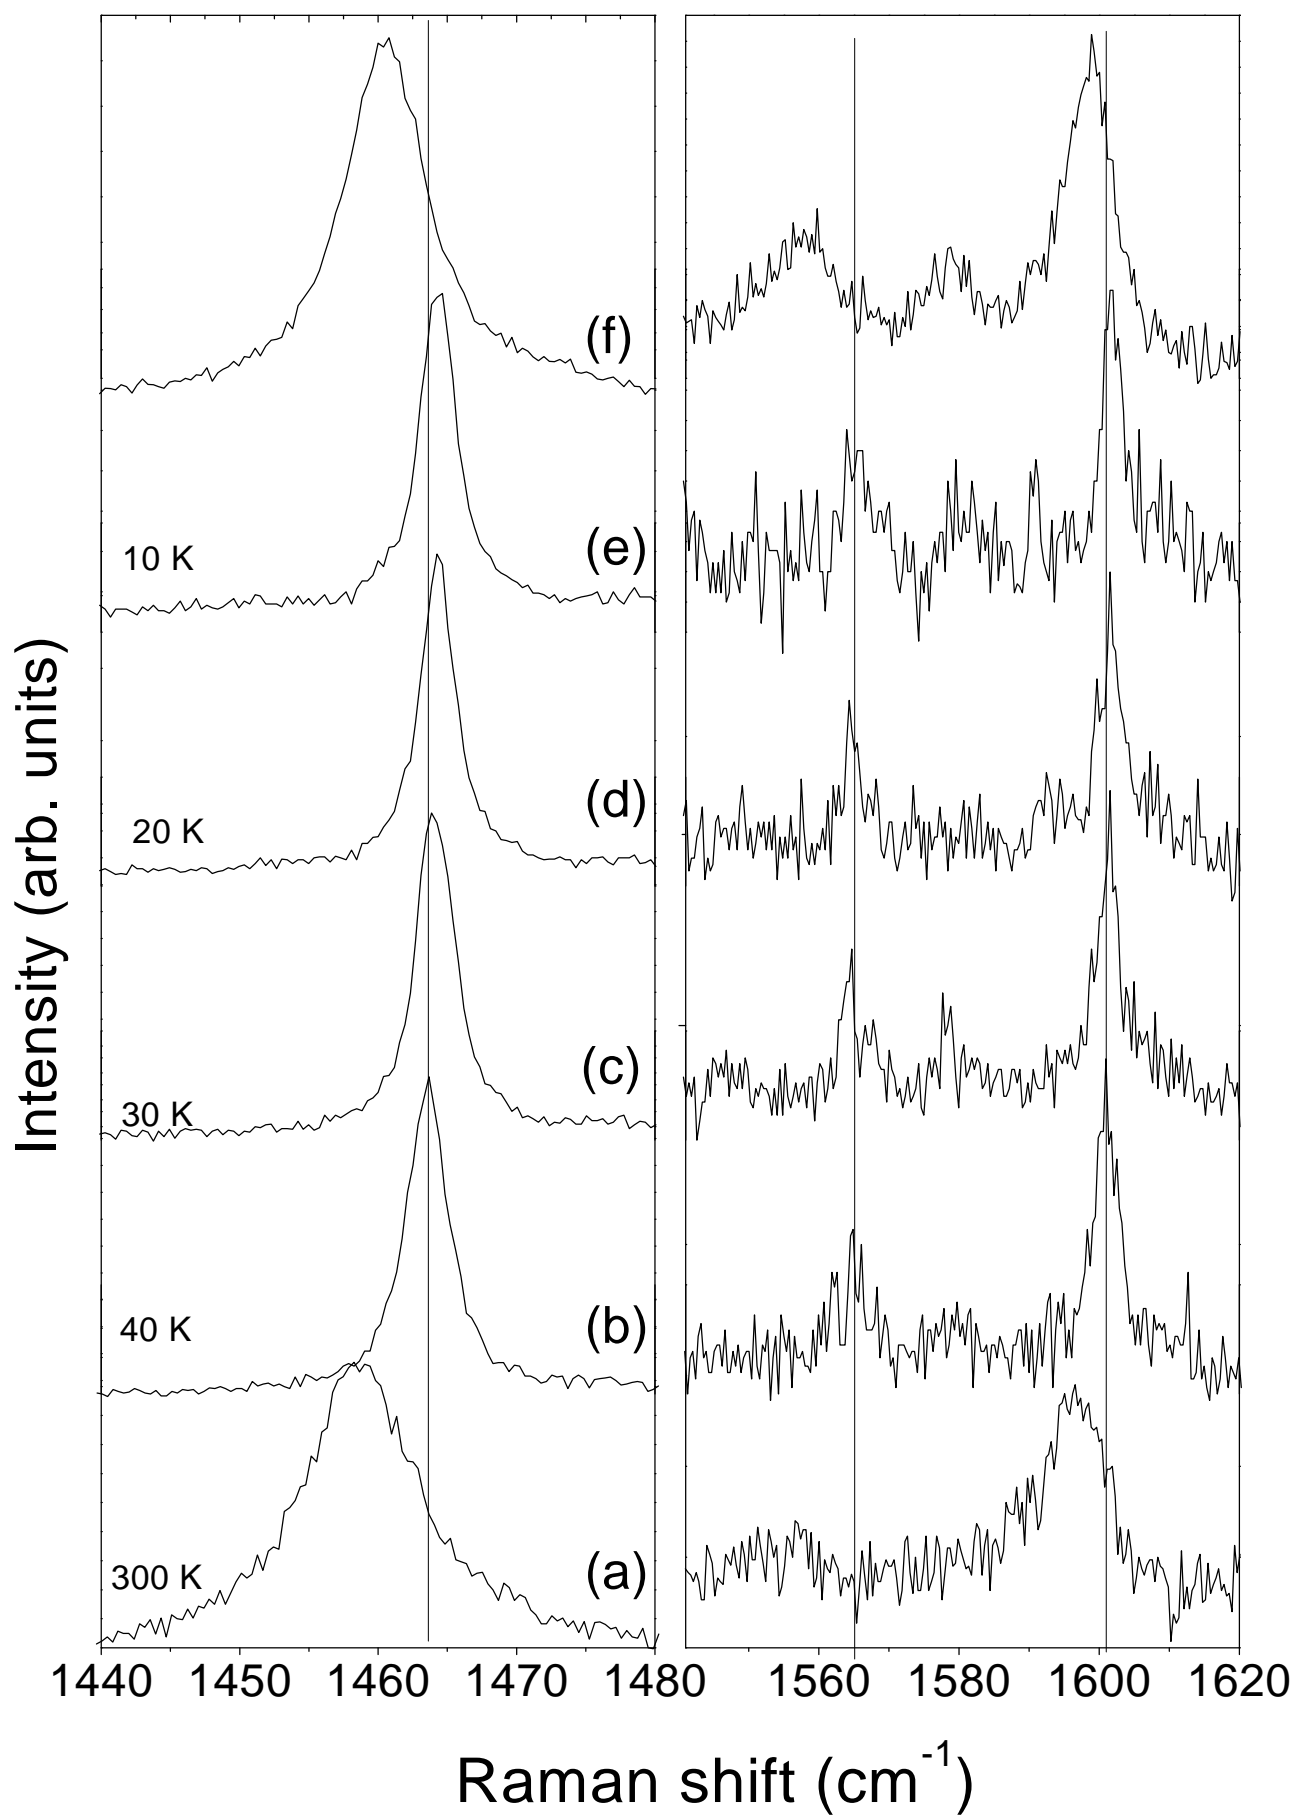 (f)
10 K (e)
20 K (d)
30 K (c)
40 K (b)
300 K (a)
Intensity (arb. units)
1440 1450 1460 1470 1480 1560 1580 1600 1620
Raman shift (cm-1)